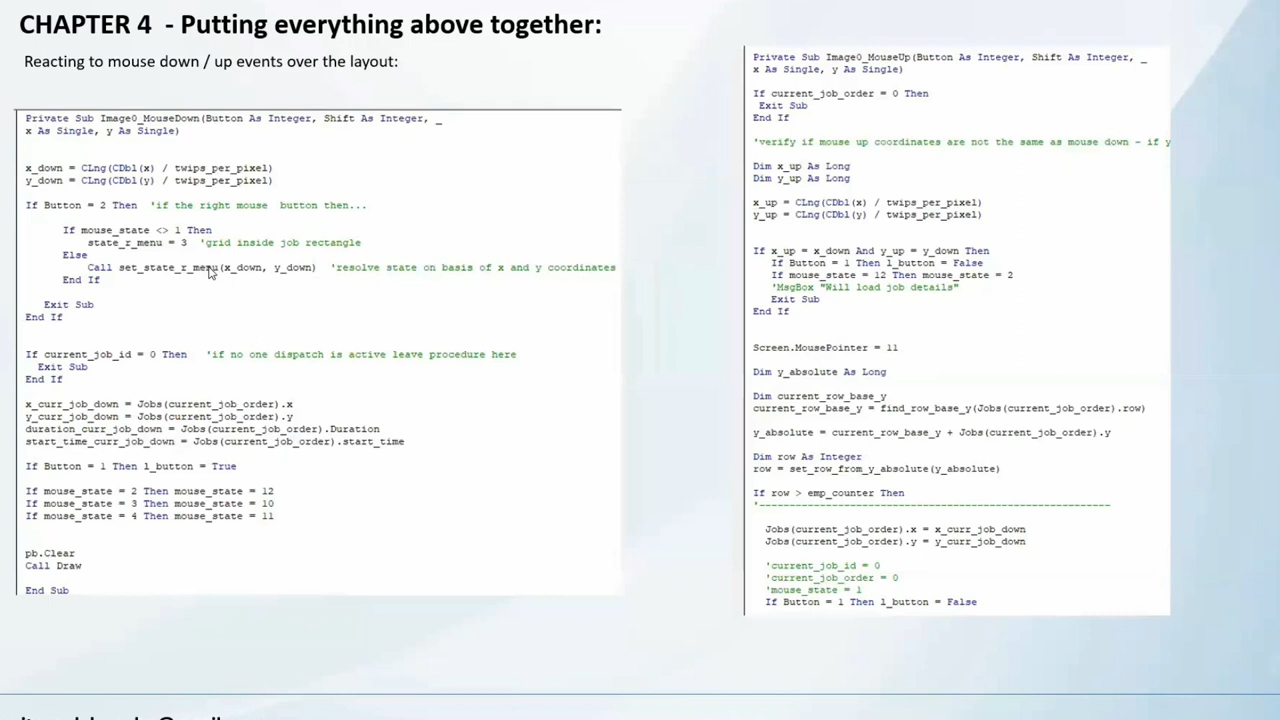 CHAPTER 4 - Putting everything above together:
Reacting to mouse down / up events over the layout:
Private Sub Image0_MouseDown(Button As Integer, Shift As Integer, _
x As Single, y As Single)
x_down = CLng(CDbl(x) / twips_per_pixel)
y_down = CLng(CDbl(y) / twips_per_pixel)
If Button = 2 Then 'if the right mouse button then...
If mouse_state <> 1 Then
state_r_menu = 3 'grid inside job rectangle
Else
Call set_state_r_menu(x_down, y_down) 'resolve state on basis of x and y coordinates
End If
Exit Sub
End If
If current_job_id = 0 Then 'if no one dispatch is active leave procedure here
Exit Sub
End If
x_curr_job_down = Jobs(current_job_order).x
y_curr_job_down = Jobs(current_job_order).y
duration_curr_job_down = Jobs(current_job_order).Duration
start_time_curr_job_down = Jobs(current_job_order).start_time
If Button = 1 Then l_button = True
If mouse_state = 2 Then mouse_state = 12
If mouse_state = 3 Then mouse_state = 10
If mouse_state = 4 Then mouse_state = 11
pb.Clear
Call Draw
End Sub
Private Sub Image0_MouseUp(Button As Integer, Shift As Integer, _
x As Single, y As Single)
If current_job_order = 0 Then
Exit Sub
End If
'verify if mouse up coordinates are not the same as mouse down - if y
Dim x_up As Long
Dim y_up As Long
x_up = CLng(CDbl(x) / twips_per_pixel)
y_up = CLng(CDbl(y) / twips_per_pixel)
If x_up = x_down And y_up = y_down Then
If Button = 1 Then l_button = False
If mouse_state = 12 Then mouse_state = 2
'MsgBox "Will load job details"
Exit Sub
End If
Screen.MousePointer = 11
Dim y_absolute As Long
Dim current_row_base_y
current_row_base_y = find_row_base_y(Jobs(current_job_order).row)
y_absolute = current_row_base_y + Jobs(current_job_order).y
Dim row As Integer
row = set_row_from_y_absolute(y_absolute)
If row > emp_counter Then
'----------------------------------------------------------
Jobs(current_job_order).x = x_curr_job_down
Jobs(current_job_order).y = y_curr_job_down
'current_job_id = 0
'current_job_order = 0
'mouse_state = 1
If Button = 1 Then l_button = False